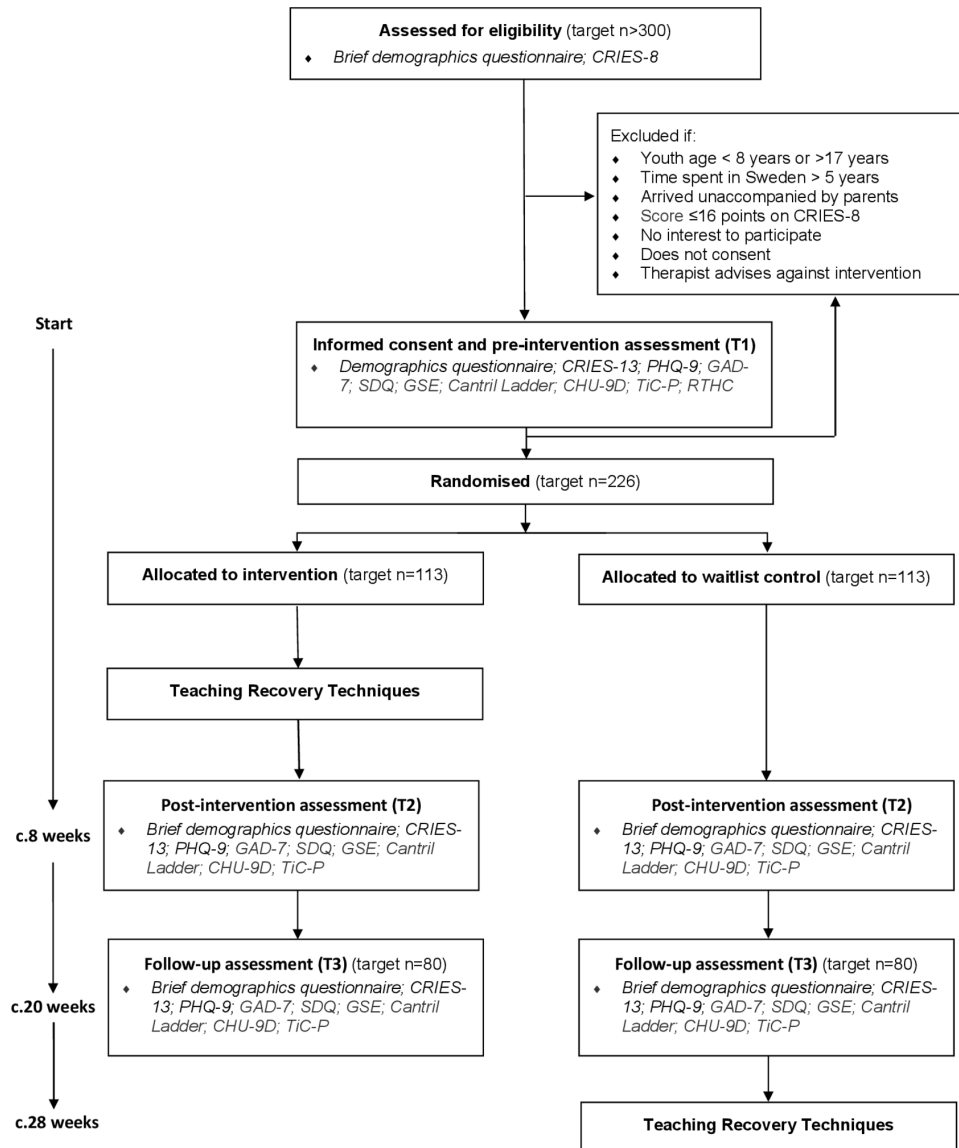 Assessed for eligibility (target n>300)
♦ Brief demographics questionnaire; CRIES-8
Excluded if:
♦ Youth age < 8 years or >17 years
♦ Time spent in Sweden > 5 years
♦ Arrived unaccompanied by parents
♦ Score ≤16 points on CRIES-8
♦ No interest to participate
♦ Does not consent
♦ Therapist advises against intervention
Start
Informed consent and pre-intervention assessment (T1)
♦ Demographics questionnaire; CRIES-13; PHQ-9; GAD-
7; SDQ; GSE; Cantril Ladder; CHU-9D; TiC-P; RTHC
Randomised (target n=226)
Allocated to intervention (target n=113)
Allocated to waitlist control (target n=113)
Teaching Recovery Techniques
c.8 weeks
Post-intervention assessment (T2)
♦ Brief demographics questionnaire; CRIES-
13; PHQ-9; GAD-7; SDQ; GSE; Cantril
Ladder; CHU-9D; TiC-P
Post-intervention assessment (T2)
♦ Brief demographics questionnaire; CRIES-
13; PHQ-9; GAD-7; SDQ; GSE; Cantril
Ladder; CHU-9D; TiC-P
c.20 weeks
Follow-up assessment (T3) (target n=80)
♦ Brief demographics questionnaire; CRIES-
13; PHQ-9; GAD-7; SDQ; GSE; Cantril
Ladder; CHU-9D; TiC-P
Follow-up assessment (T3) (target n=80)
♦ Brief demographics questionnaire; CRIES-
13; PHQ-9; GAD-7; SDQ; GSE; Cantril
Ladder; CHU-9D; TiC-P
c.28 weeks
Teaching Recovery Techniques